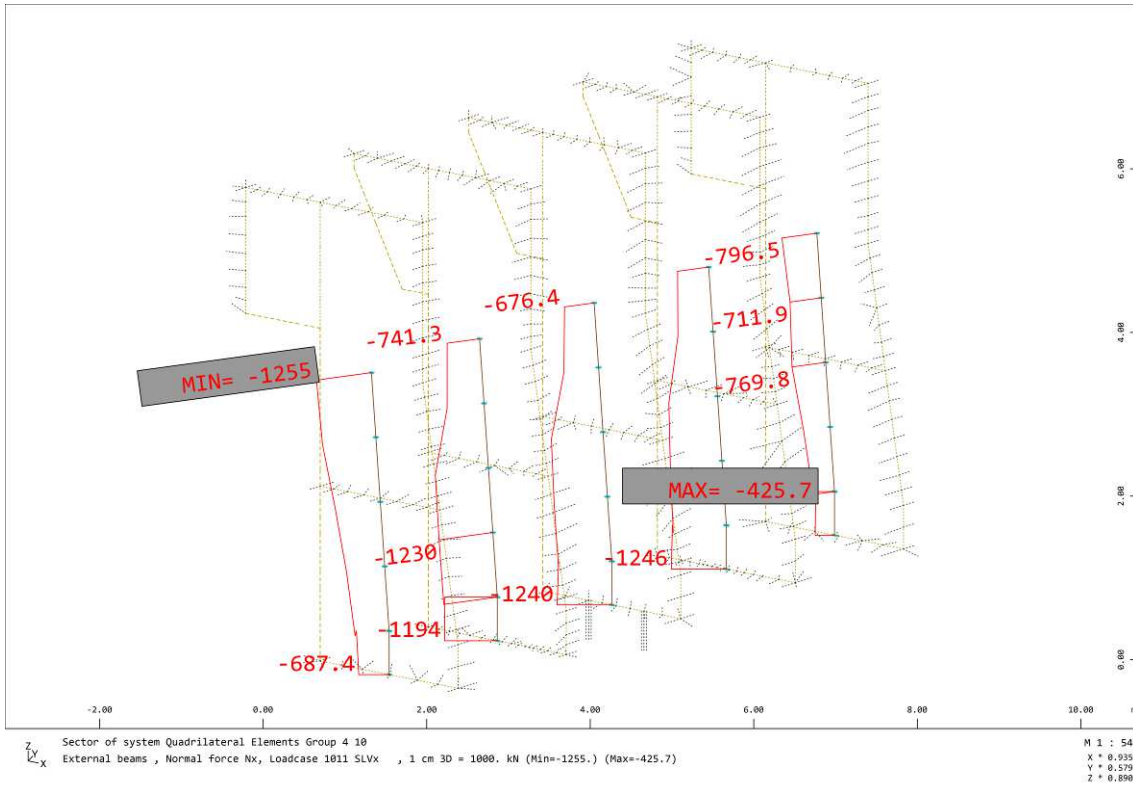 6.00
-796.5
-676.4
-711.9
4.00
-741.3
MIN= -1255
-769.8
MAX= -425.7
2.00
-1230
-1246
-1240
-1194
-687.4
0.00
-2.00 0.00 2.00 4.00 6.00 8.00 10.00
Z Y X
Sector of system Quadrilateral Elements Group 4 10
M 1 : 54
External beams , Normal force Nx, Loadcase 1011 SLVx , 1 cm 3D = 1000. kN (Min=-1255.) (Max=-425.7)
X * 0.935
Y * 0.579
Z * 0.890